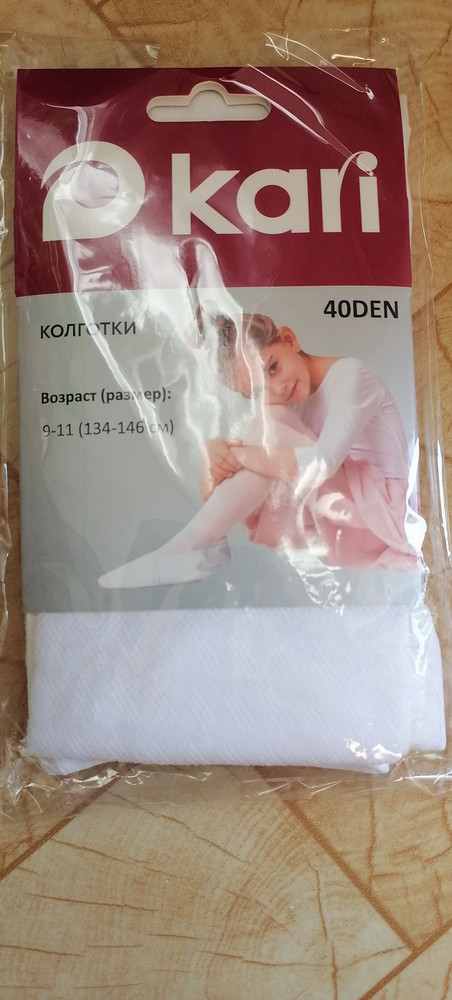 kari
40DEN
КОЛГОТКИ
Возраст (размер):
9-11 (134-146 см)